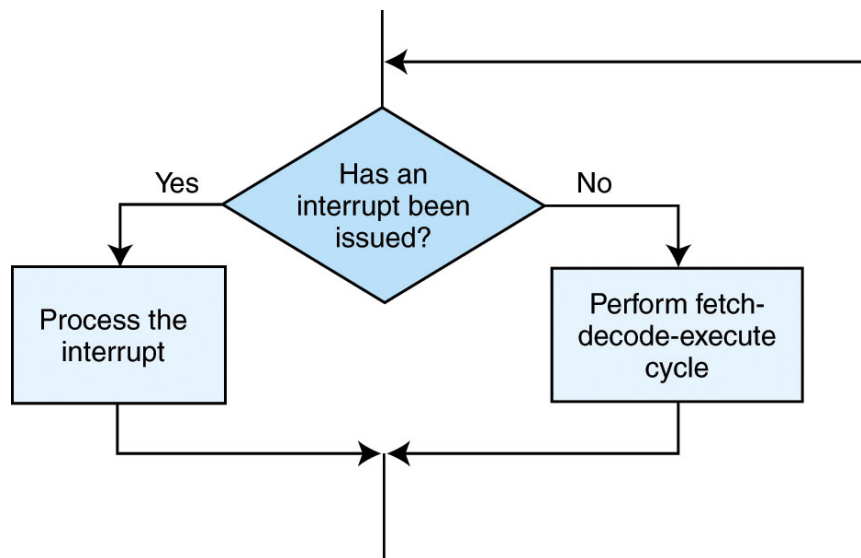 Has an
interrupt been
issued?
Yes
No
Process the
interrupt
Perform fetch-
decode-execute
cycle